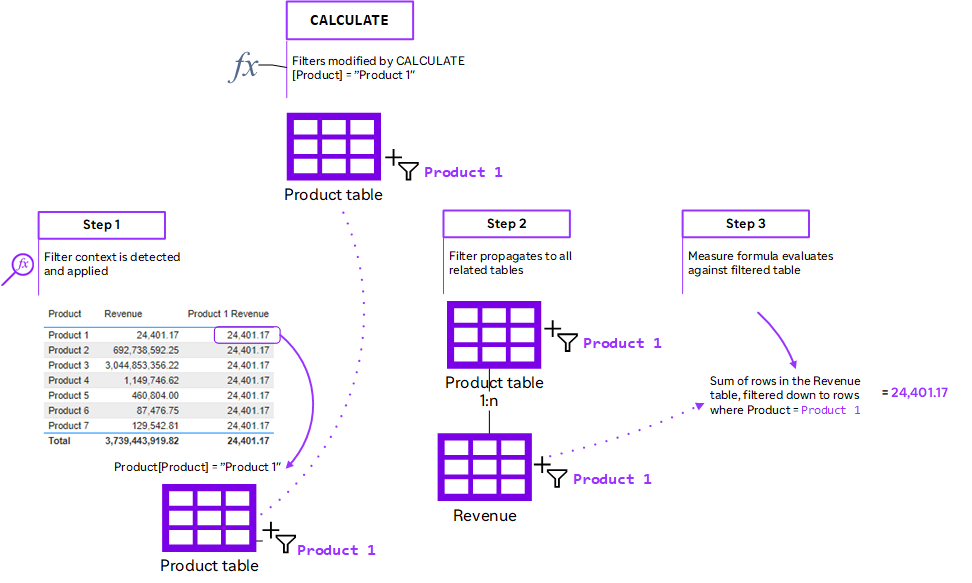 CALCULATE
fx
Filters modified by CALCULATE
[Product] = ”Product 1”
Product 1
Product table
Step 1
fx
Filter context is detected
and applied
Product Revenue Product 1 Revenue
Product 1 24,401.17 24,401.17
Product 2 692,738,592.25 24,401.17
Product 3 3,044,853,356.22 24,401.17
Product 4 1,149,746.62 24,401.17
Product 5 460,804.00 24,401.17
Product 6 87,476.75 24,401.17
Product 7 129,542.81 24,401.17
Total 3,739,443,919.82 24,401.17
Product[Product] = ”Product 1”
Product 1
Product table
Step 2
Filter propagates to all
related tables
Product 1
Product table
1:n
Product 1
Revenue
Step 3
Measure formula evaluates
against filtered table
Sum of rows in the Revenue
table, filtered down to rows
where Product = Product 1
= 24,401.17